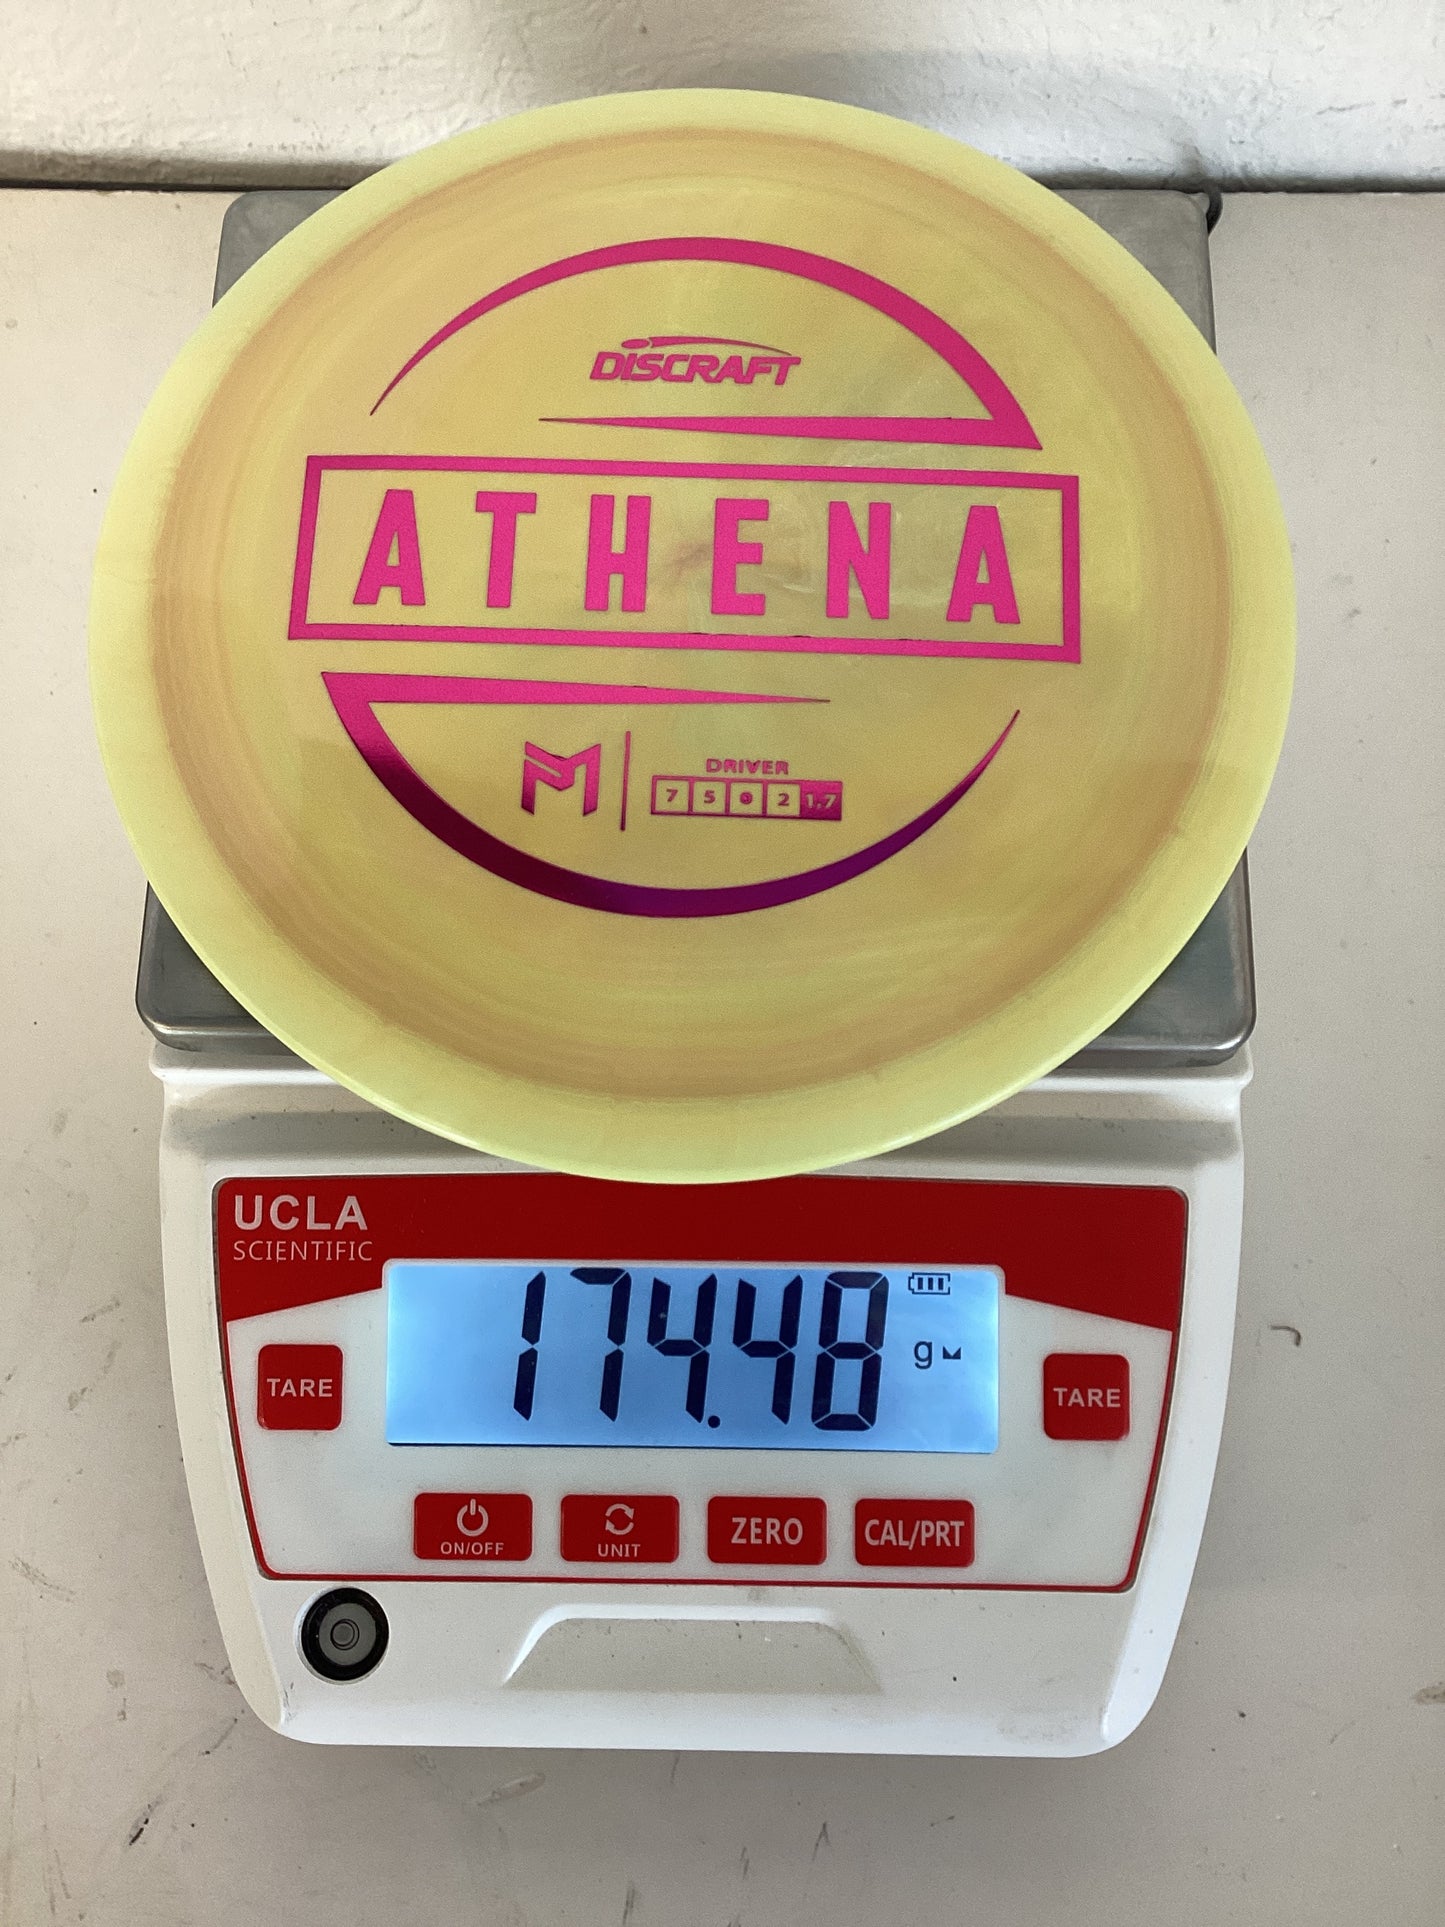 DISCRAFT
ATHENA
PM
DRIVER
7 5 0 2 1.7
UCLA
SCIENTIFIC
174.48
g
TARE
TARE
ON/OFF
UNIT
ZERO
CAL/PRT